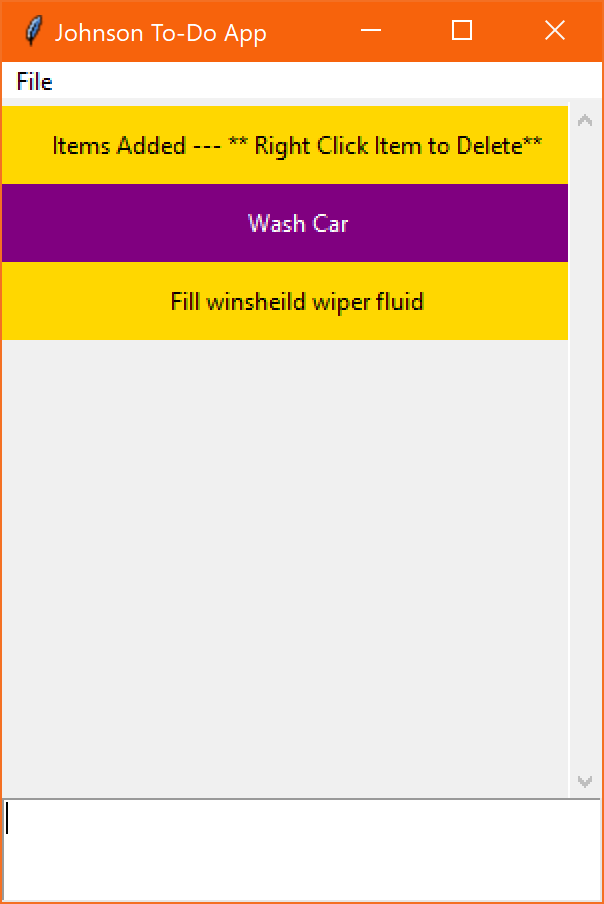 Johnson To-Do App
File
Items Added --- ** Right Click Item to Delete**
Wash Car
Fill winsheild wiper fluid